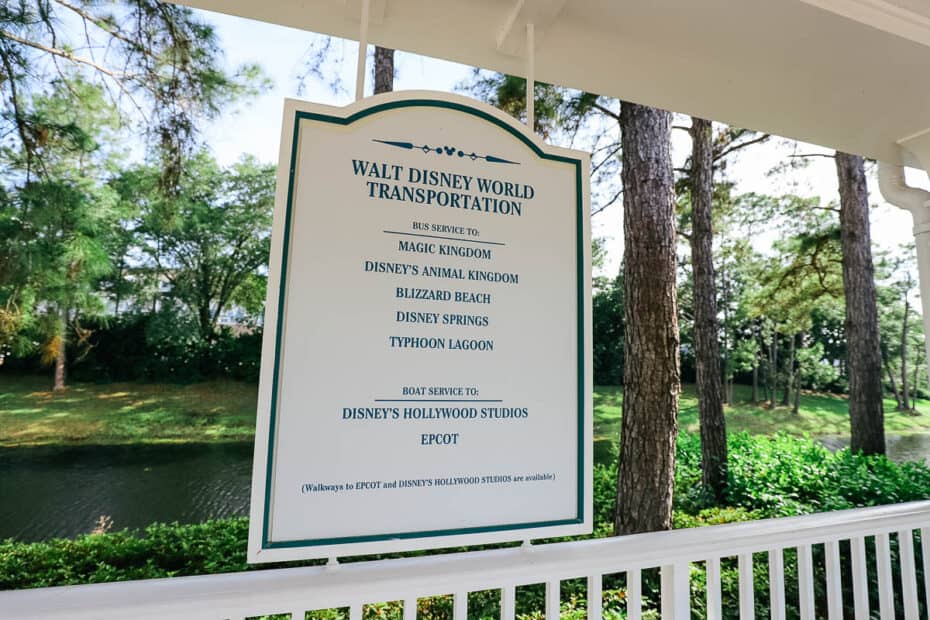 WALT DISNEY WORLD
TRANSPORTATION
BUS SERVICE TO:
MAGIC KINGDOM
DISNEY'S ANIMAL KINGDOM
BLIZZARD BEACH
DISNEY SPRINGS
TYPHOON LAGOON
BOAT SERVICE TO:
DISNEY'S HOLLYWOOD STUDIOS
EPCOT
(Walkways to EPCOT and DISNEY'S HOLLYWOOD STUDIOS are available)